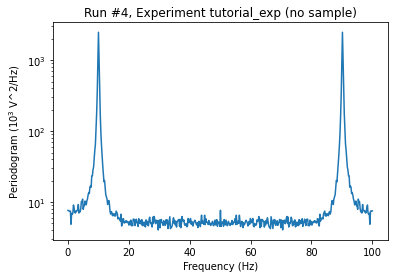 Run #4, Experiment tutorial_exp (no sample)
Periodogram (10³ V^2/Hz)
10³
10²
10¹
0 20 40 60 80 100
Frequency (Hz)